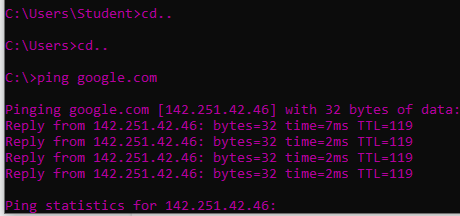 C:\Users\Student>cd..
C:\Users>cd..
C:\>ping google.com
Pinging google.com [142.251.42.46] with 32 bytes of data:
Reply from 142.251.42.46: bytes=32 time=7ms TTL=119
Reply from 142.251.42.46: bytes=32 time=2ms TTL=119
Reply from 142.251.42.46: bytes=32 time=2ms TTL=119
Reply from 142.251.42.46: bytes=32 time=2ms TTL=119
Ping statistics for 142.251.42.46: